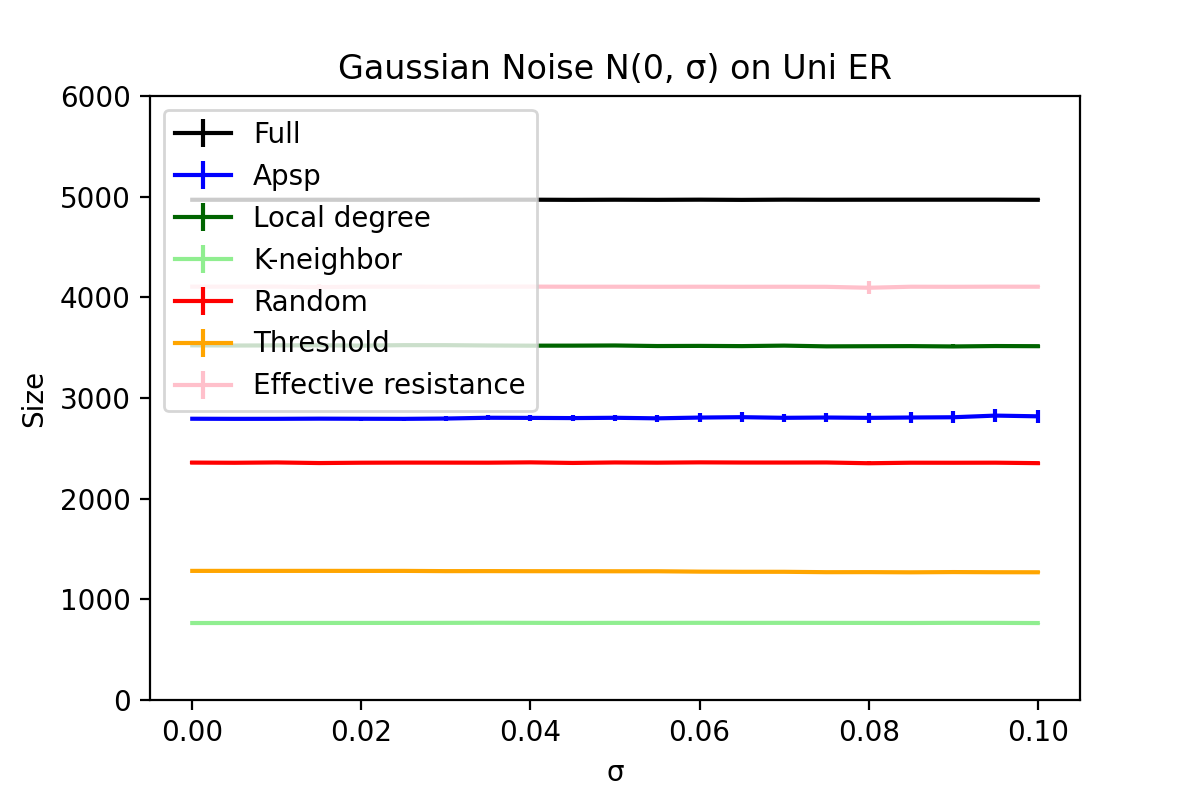 Gaussian Noise N(0, σ) on Uni ER
6000
5000
4000
3000
2000
1000
0
Size
Full
Apsp
Local degree
K-neighbor
Random
Threshold
Effective resistance
0.00 0.02 0.04 0.06 0.08 0.10
σ